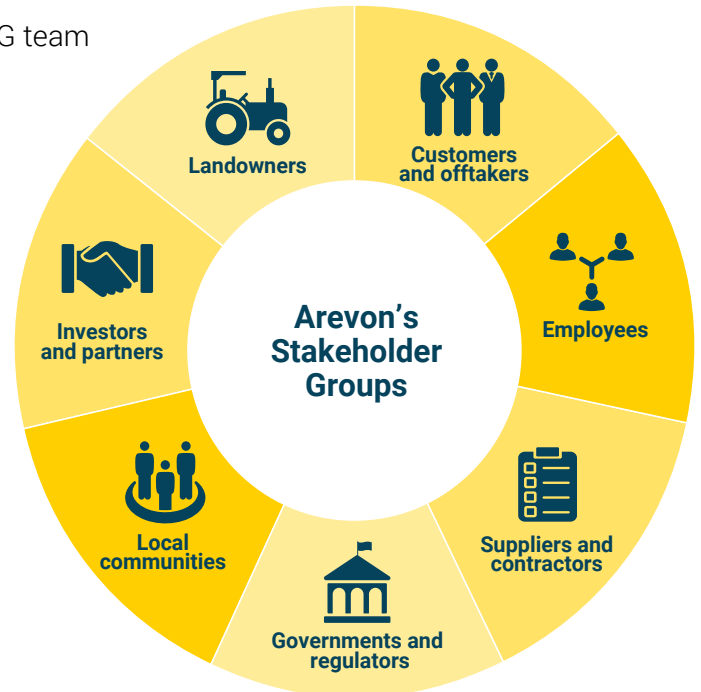 G team
Landowners
Customers
and offtakers
Investors
and partners
Arevon’s
Stakeholder
Groups
Employees
Local
communities
Suppliers and
contractors
Governments and
regulators